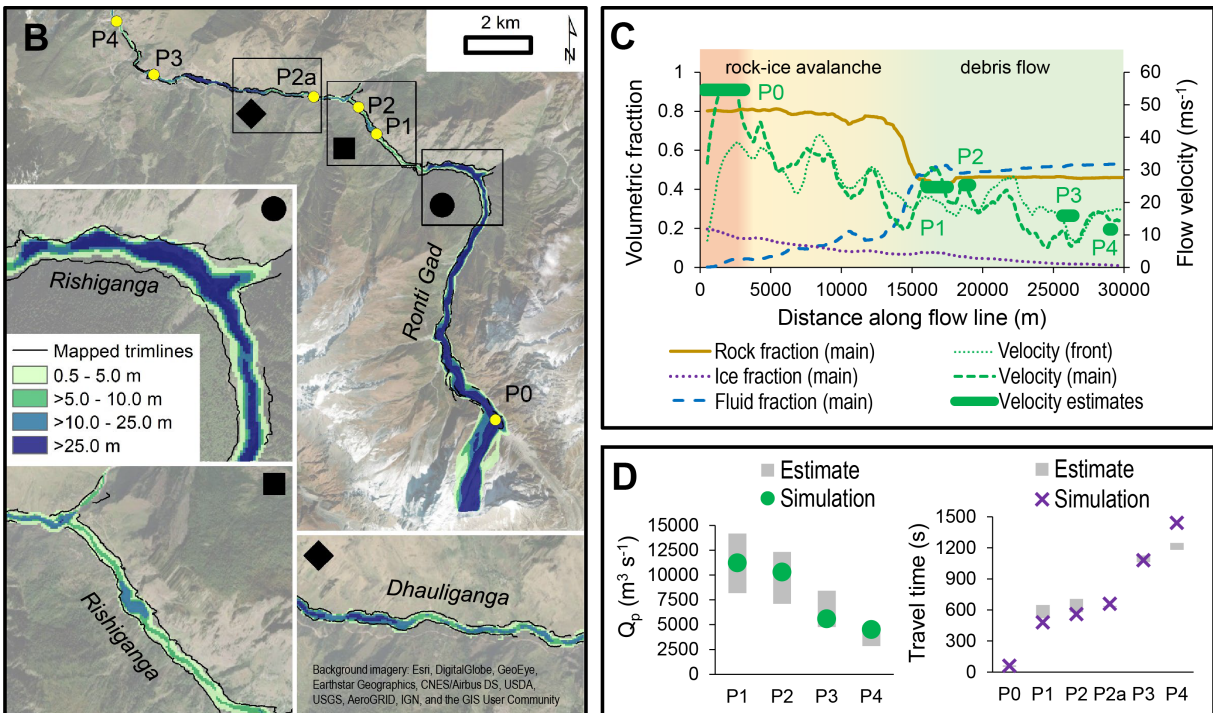 B
2 km
N
P4
P3
P2a
P2
P1
Rishiganga
Ronti Gad
P0
Mapped trimlines
0.5 - 5.0 m
>5.0 - 10.0 m
>10.0 - 25.0 m
>25.0 m
Rishiganga
Dhauliganga
Background imagery: Esri, DigitalGlobe, GeoEye,
Earthstar Geographics, CNES/Airbus DS, USDA,
USGS, AeroGRID, IGN, and the GIS User Community
C
rock-ice avalanche
debris flow
Volumetric fracttion
1
0.8
0.6
0.4
0.2
0
P0
P1
P2
P3
P4
60
50
40
30
20
10
0
Flow velocity (ms⁻¹)
0 5000 10000 15000 20000 25000 30000
Distance along flow line (m)
Rock fraction (main)
Ice fraction (main)
Fluid fraction (main)
Velocity (front)
Velocity (main)
Velocity estimates
D
Estimate
Simulation
Qₚ (m³ s⁻¹)
15000
12500
10000
7500
5000
2500
0
P1 P2 P3 P4
Estimate
Simulation
Travel time (s)
1500
1200
900
600
300
0
P0 P1 P2 P2a P3 P4